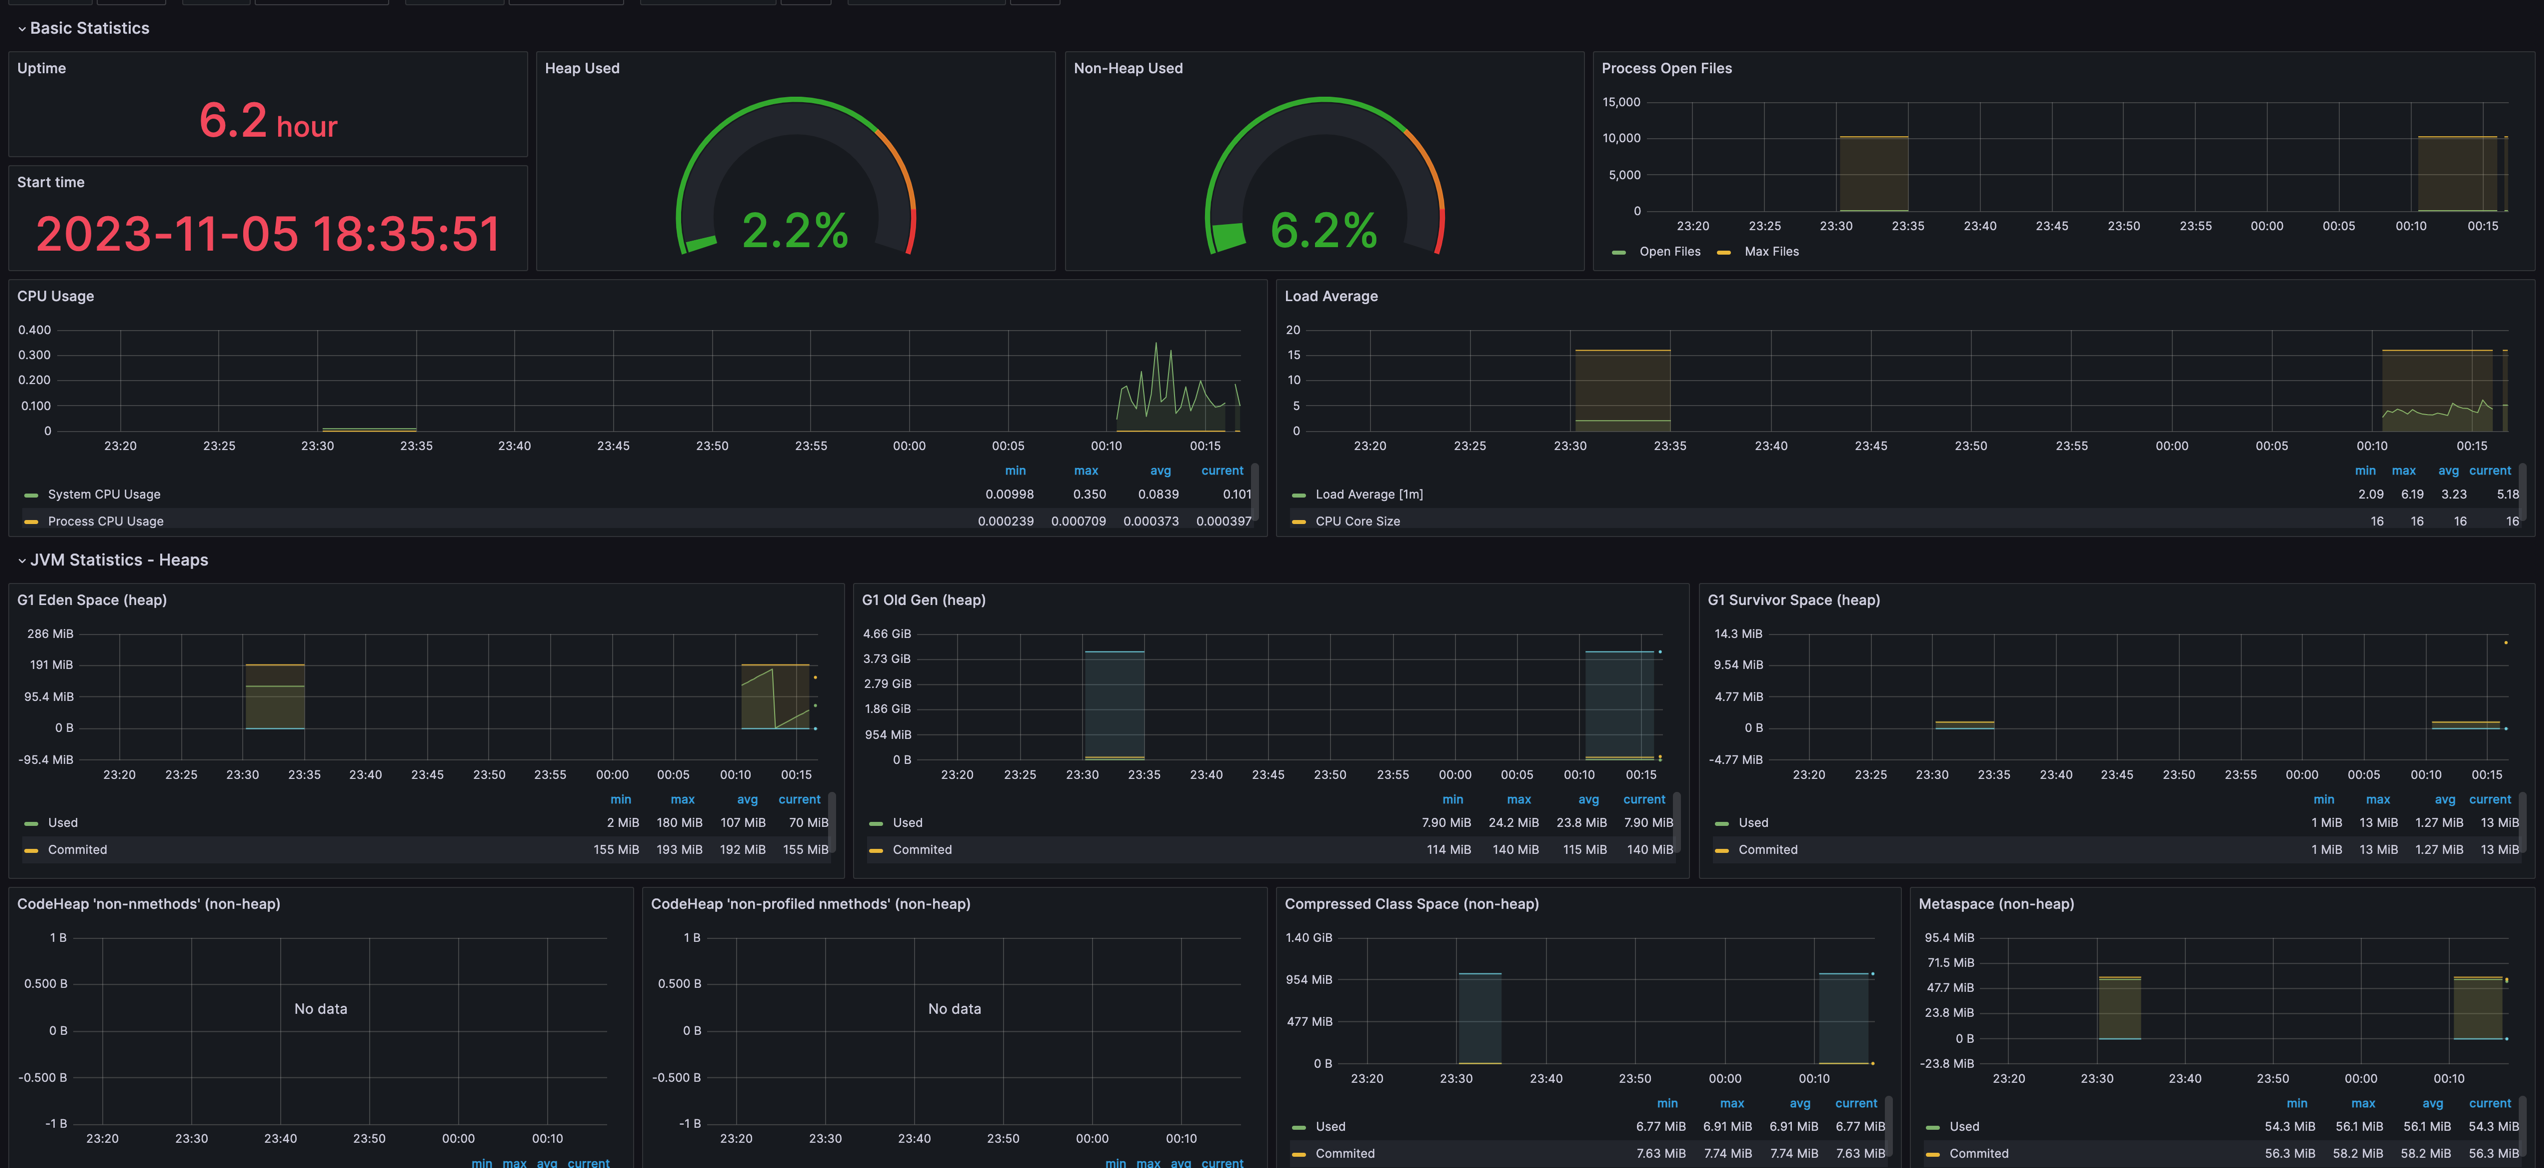 Basic Statistics
Uptime
6.2 hour
Start time
2023-11-05 18:35:51
Heap Used
2.2%
Non-Heap Used
6.2%
Process Open Files
15,000
10,000
5,000
0
23:20 23:25 23:30 23:35 23:40 23:45 23:50 23:55 00:00 00:05 00:10 00:15
Open Files Max Files
CPU Usage
0.400
0.300
0.200
0.100
0
23:20 23:25 23:30 23:35 23:40 23:45 23:50 23:55 00:00 00:05 00:10 00:15
min max avg current
System CPU Usage 0.00998 0.350 0.0839 0.101
Process CPU Usage 0.000239 0.000709 0.000373 0.000397
Load Average
20
15
10
5
0
23:20 23:25 23:30 23:35 23:40 23:45 23:50 23:55 00:00 00:05 00:10 00:15
min max avg current
Load Average [1m] 2.09 6.19 3.23 5.18
CPU Core Size 16 16 16 16
JVM Statistics - Heaps
G1 Eden Space (heap)
286 MiB
191 MiB
95.4 MiB
0 B
-95.4 MiB
23:20 23:25 23:30 23:35 23:40 23:45 23:50 23:55 00:00 00:05 00:10 00:15
min max avg current
Used 2 MiB 180 MiB 107 MiB 70 MiB
Commited 155 MiB 193 MiB 192 MiB 155 MiB
G1 Old Gen (heap)
4.66 GiB
3.73 GiB
2.79 GiB
1.86 GiB
954 MiB
0 B
23:20 23:25 23:30 23:35 23:40 23:45 23:50 23:55 00:00 00:05 00:10 00:15
min max avg current
Used 7.90 MiB 24.2 MiB 23.8 MiB 7.90 MiB
Commited 114 MiB 140 MiB 115 MiB 140 MiB
G1 Survivor Space (heap)
14.3 MiB
9.54 MiB
4.77 MiB
0 B
-4.77 MiB
23:20 23:25 23:30 23:35 23:40 23:45 23:50 23:55 00:00 00:05 00:10 00:15
min max avg current
Used 1 MiB 13 MiB 1.27 MiB 13 MiB
Commited 1 MiB 13 MiB 1.27 MiB 13 MiB
CodeHeap 'non-nmethods' (non-heap)
1 B
0.500 B
No data
0 B
-0.500 B
-1 B
23:20 23:30 23:40 23:50 00:00 00:10
min max avg current
CodeHeap 'non-profiled nmethods' (non-heap)
1 B
0.500 B
No data
0 B
-0.500 B
-1 B
23:20 23:30 23:40 23:50 00:00 00:10
min max avg current
Compressed Class Space (non-heap)
1.40 GiB
954 MiB
477 MiB
0 B
23:20 23:30 23:40 23:50 00:00 00:10
min max avg current
Used 6.77 MiB 6.91 MiB 6.91 MiB 6.77 MiB
Commited 7.63 MiB 7.74 MiB 7.74 MiB 7.63 MiB
Metaspace (non-heap)
95.4 MiB
71.5 MiB
47.7 MiB
23.8 MiB
0 B
-23.8 MiB
23:20 23:30 23:40 23:50 00:00 00:10
min max avg current
Used 54.3 MiB 56.1 MiB 56.1 MiB 54.3 MiB
Commited 56.3 MiB 58.2 MiB 58.2 MiB 56.3 MiB